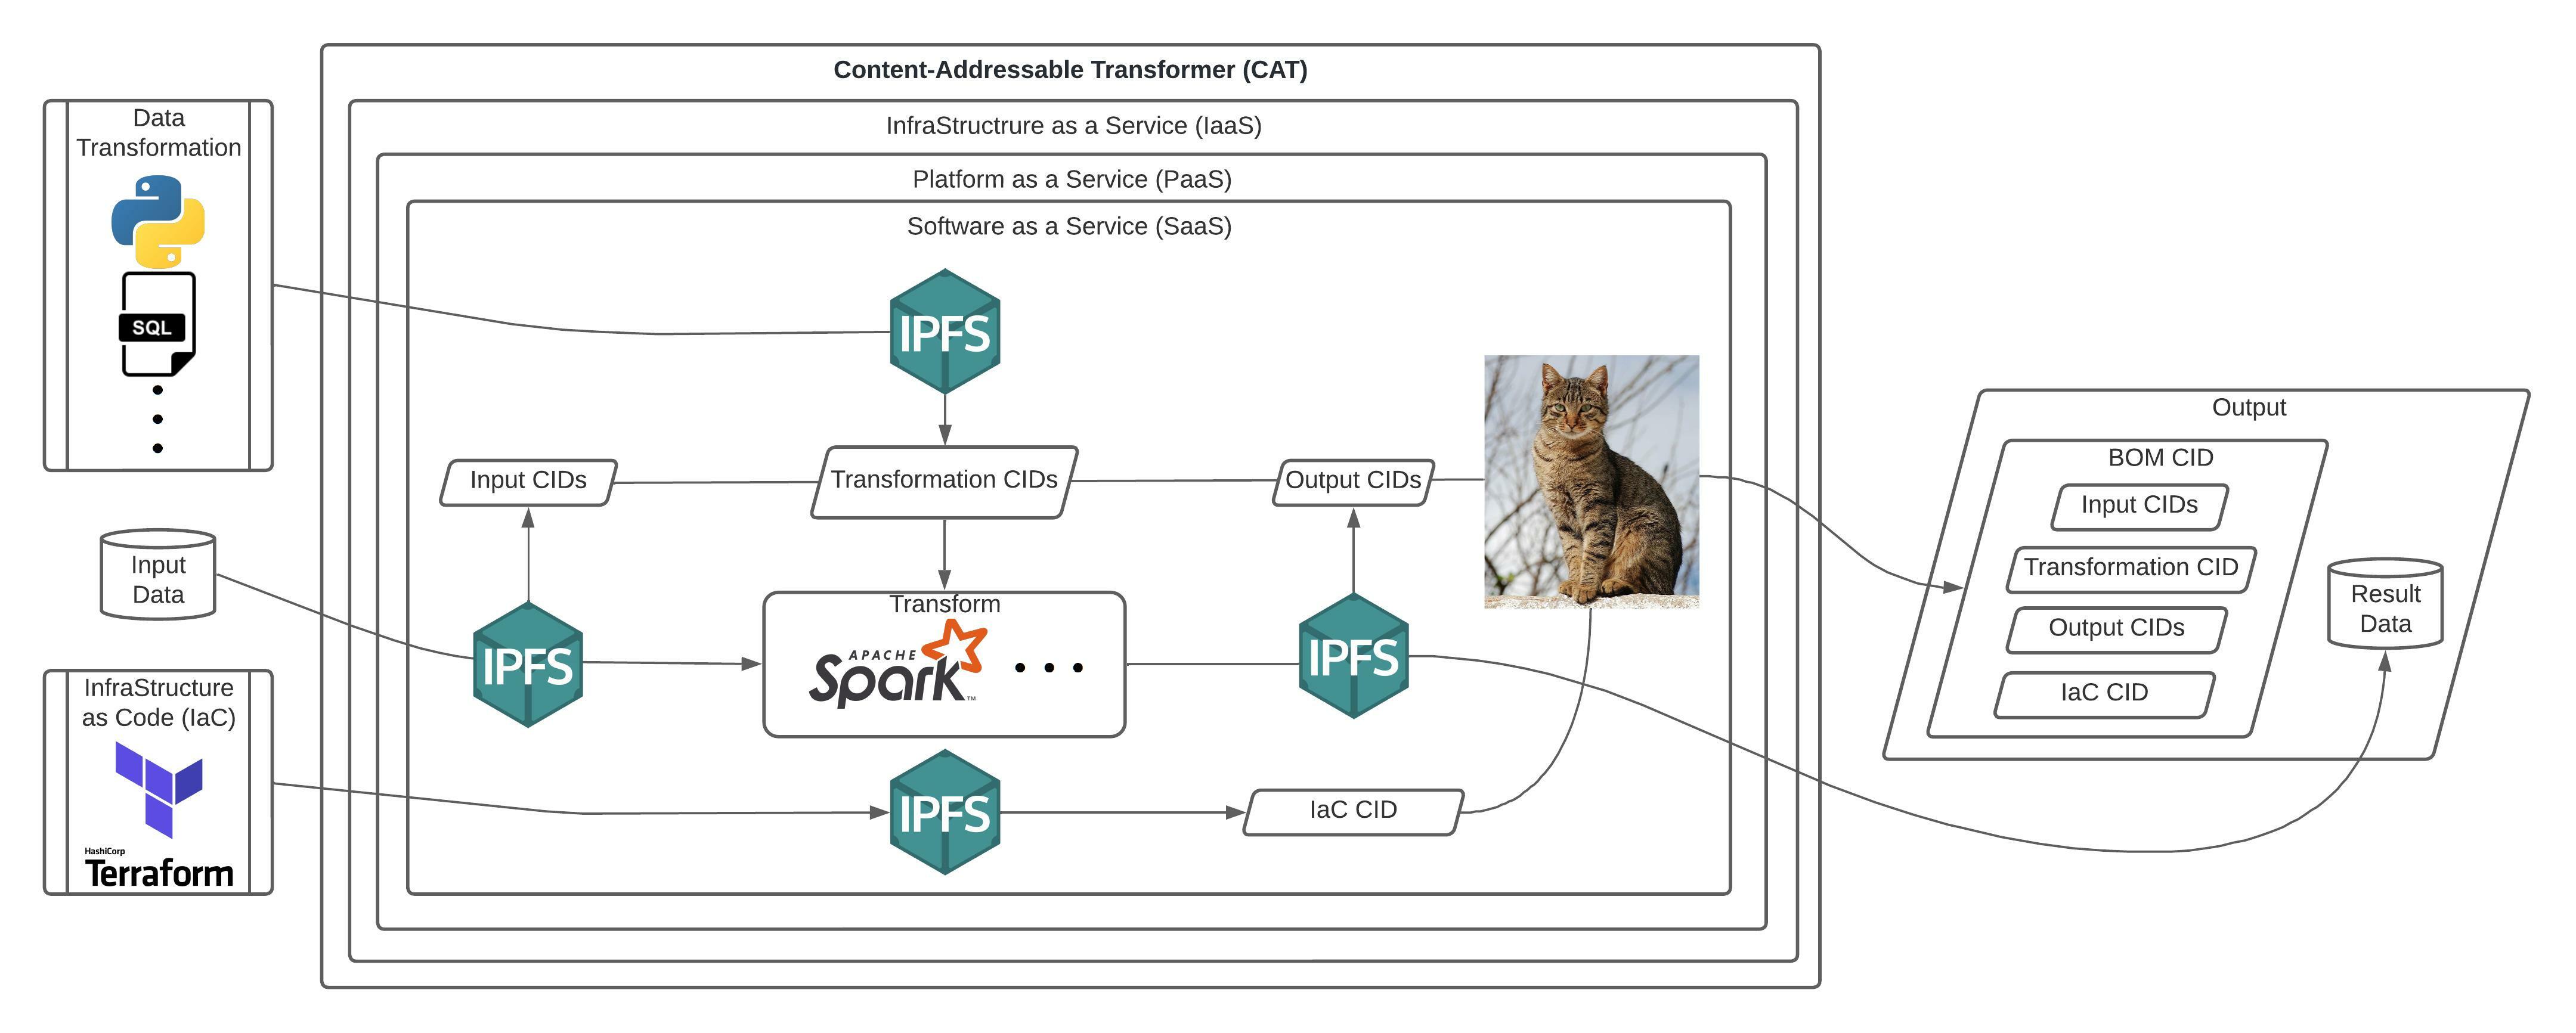 Content-Addressable Transformer (CAT)
InfraStructrure as a Service (IaaS)
Platform as a Service (PaaS)
Software as a Service (SaaS)
Data
Transformation
SQL
Input
Data
InfraStructure
as Code (IaC)
HashiCorp
Terraform
IPFS
Input CIDs
Transformation CIDs
Output CIDs
IPFS
Transform
APACHE
Spark™
IPFS
IPFS
IaC CID
Output
BOM CID
Input CIDs
Transformation CID
Output CIDs
IaC CID
Result
Data